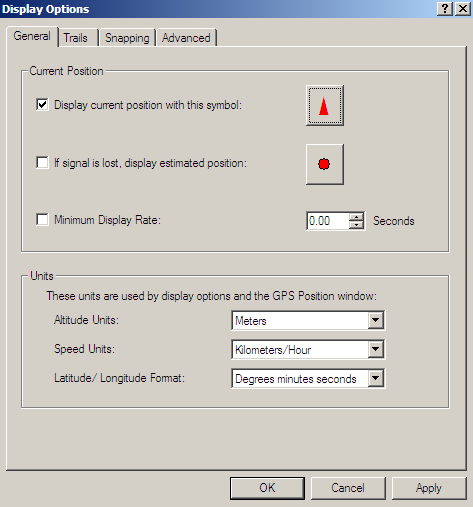 Display Options
General Trails Snapping Advanced
Current Position
Display current position with this symbol:
If signal is lost, display estimated position:
Minimum Display Rate: 0.00 Seconds
Units
These units are used by display options and the GPS Position window:
Altitude Units: Meters
Speed Units: Kilometers/Hour
Latitude/ Longitude Format: Degrees minutes seconds
OK Cancel Apply